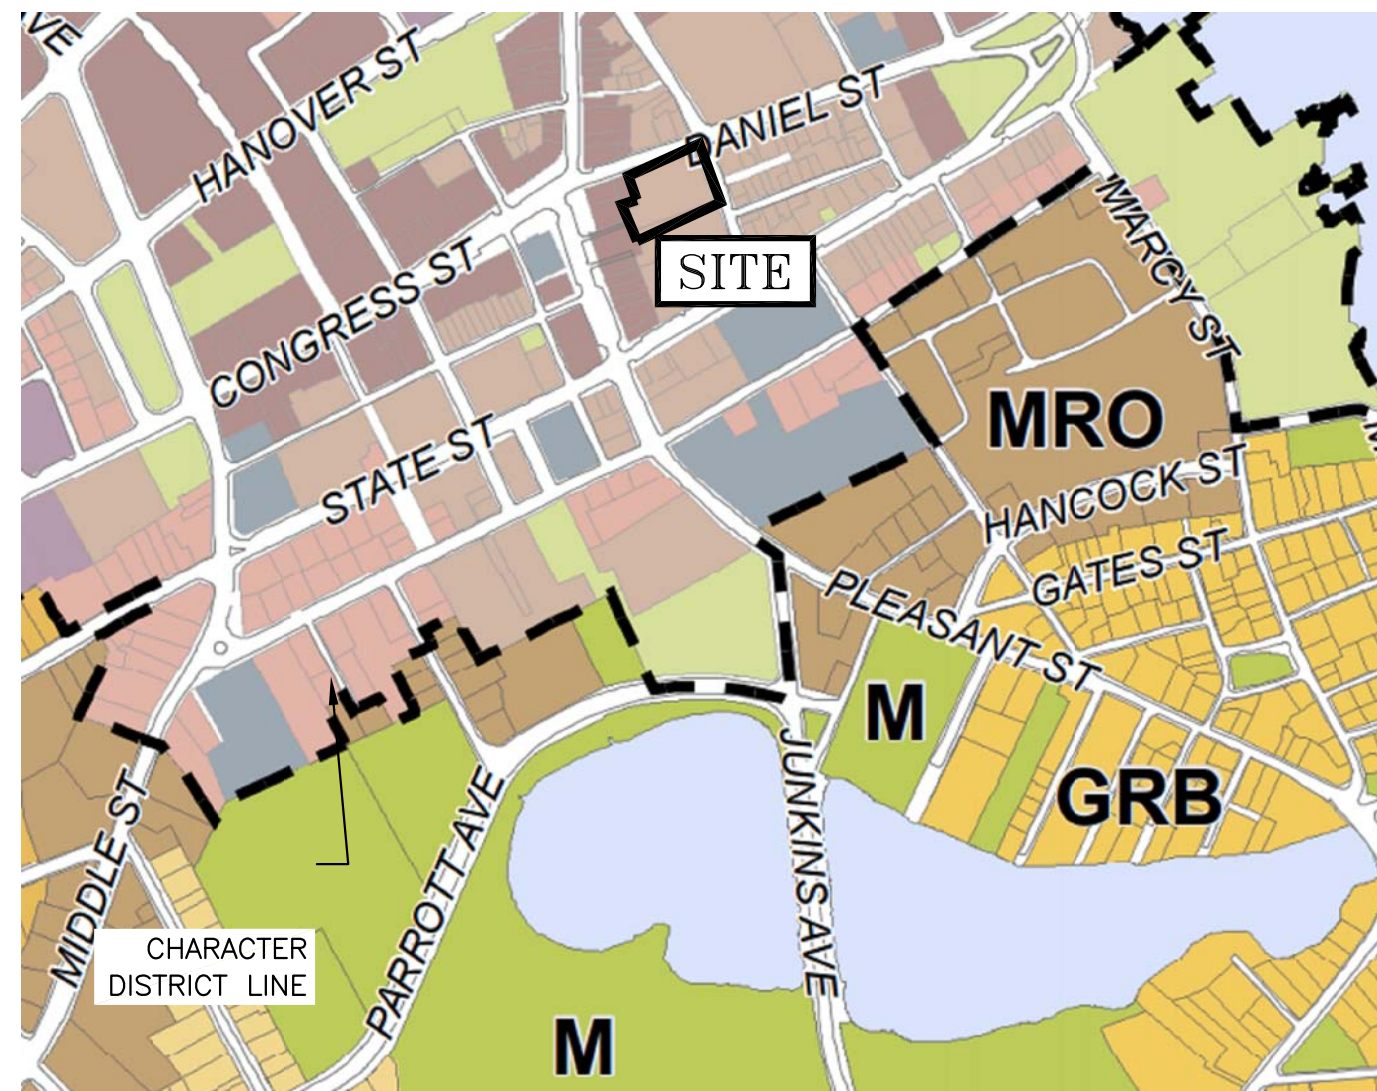 AVE
HANOVER ST
DANIEL ST
CONGRESS ST
SITE
MARCY ST
STATE ST
MRO
HANCOCK ST
GATES ST
PLEASANT ST
M
GRB
JUNKINS AVE
PARROTT AVE
MIDDLE ST
CHARACTER
DISTRICT LINE
M